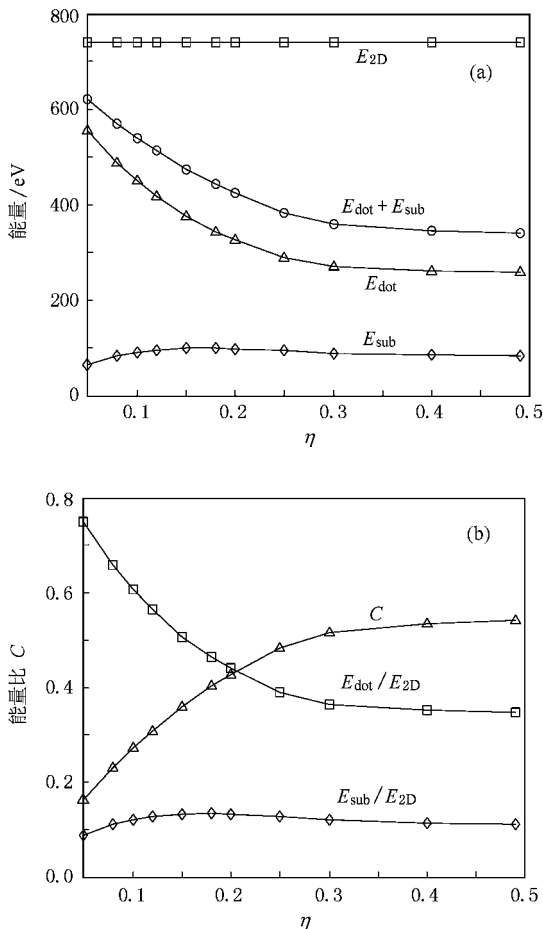 800
E2D
(a)
600
能量/eV
400
Edot + Esub
Edot
200
Esub
0
0.1
0.2
0.3
0.4
0.5
η
0.8
(b)
0.6
C
能量比 C
0.4
Edot /E2D
0.2
Esub /E2D
0.0
0.1
0.2
0.3
0.4
0.5
η